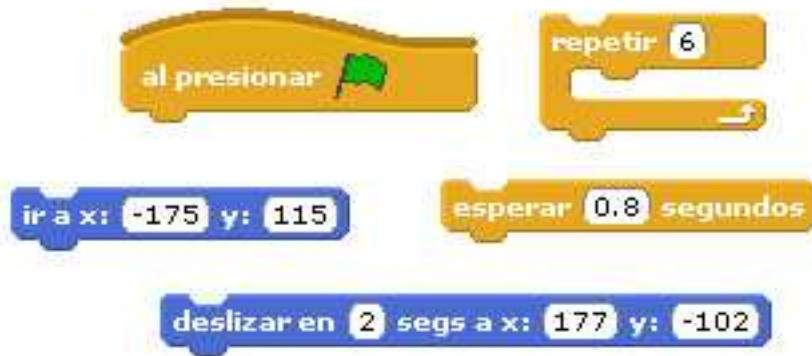 al presionar
repetir 6
ir a x: -175 y: 115
esperar 0.8 segundos
deslizar en 2 segs a x: 177 y: -102